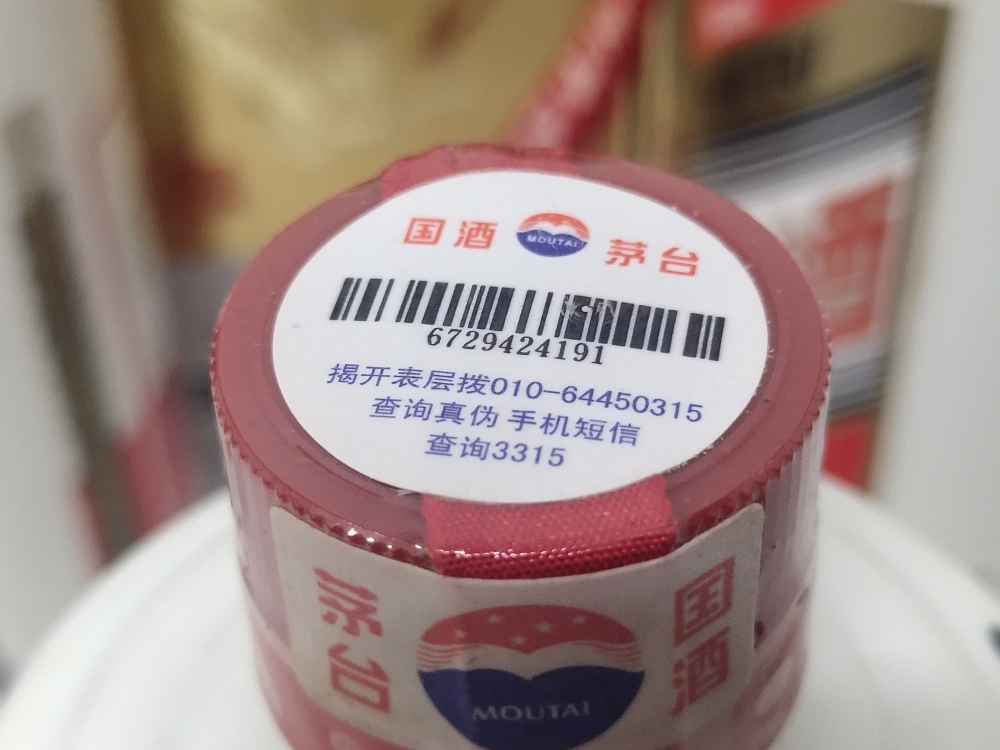 国酒 MOUTAI 茅台
6729424191
揭开表层拨010-64450315
查询真伪 手机短信
查询3315
茅台 MOUTAI 国酒